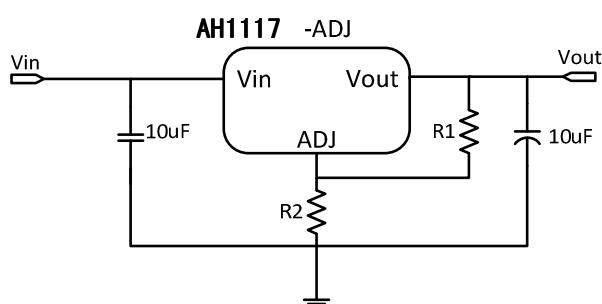 AH1117 -ADJ
Vin
Vout
Vin
Vout
10uF
ADJ
R1
10uF
R2